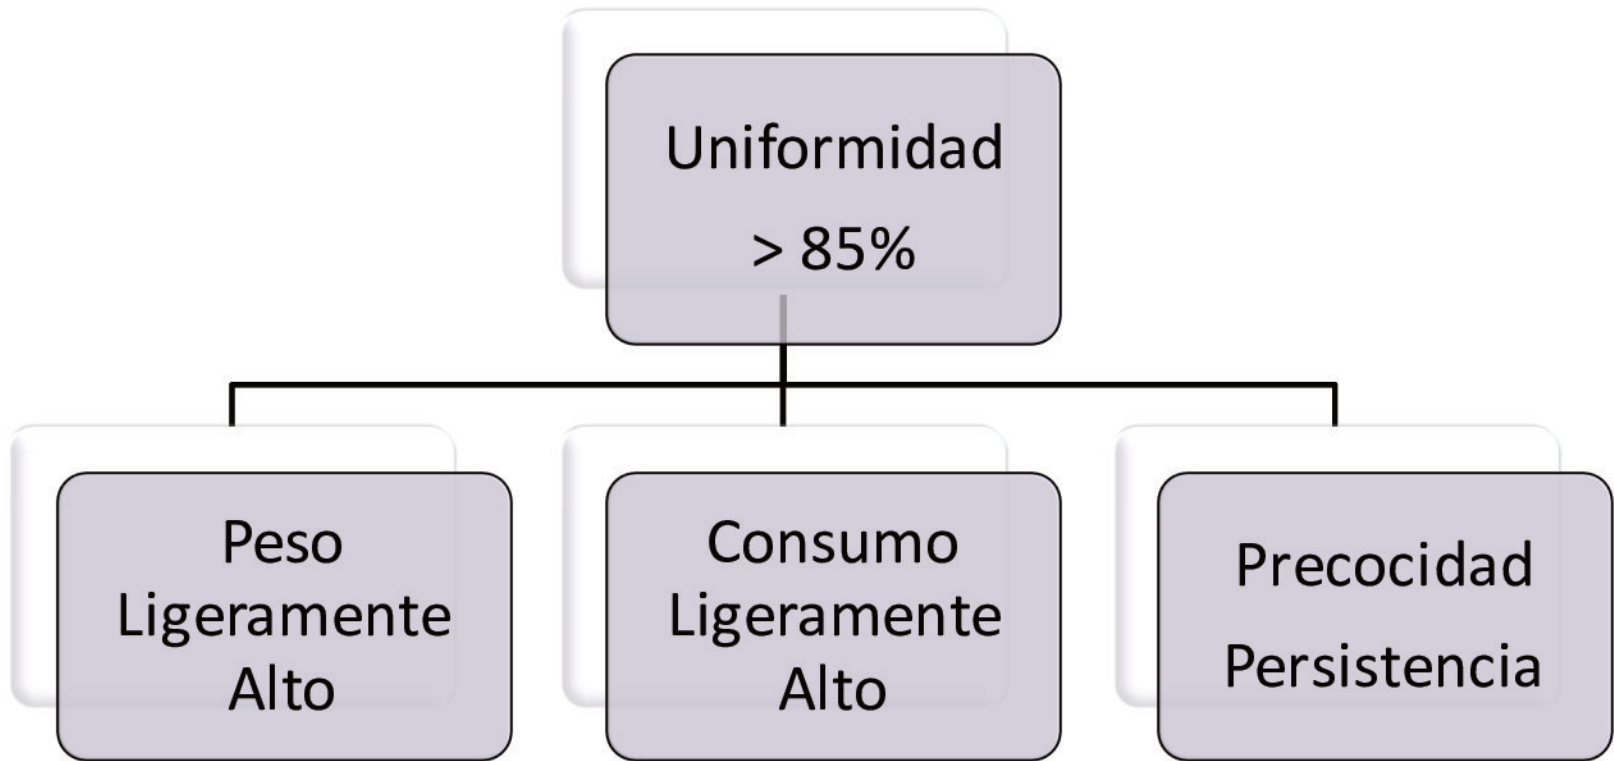 Uniformidad
> 85%
Peso
Ligeramente
Alto
Consumo
Ligeramente
Alto
Precocidad
Persistencia